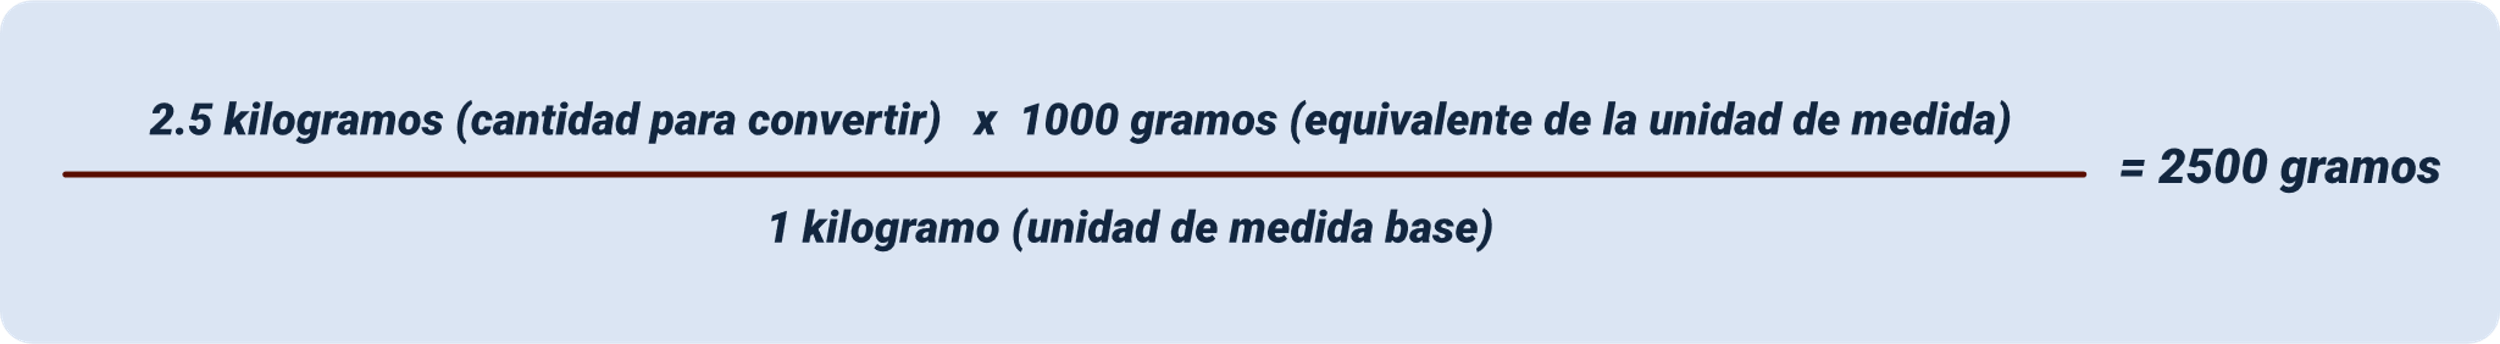 2.5 kilogramos (cantidad para convertir) x 1000 gramos (equivalente de la unidad de medida)
= 2500 gramos
1 kilogramo (unidad de medida base)